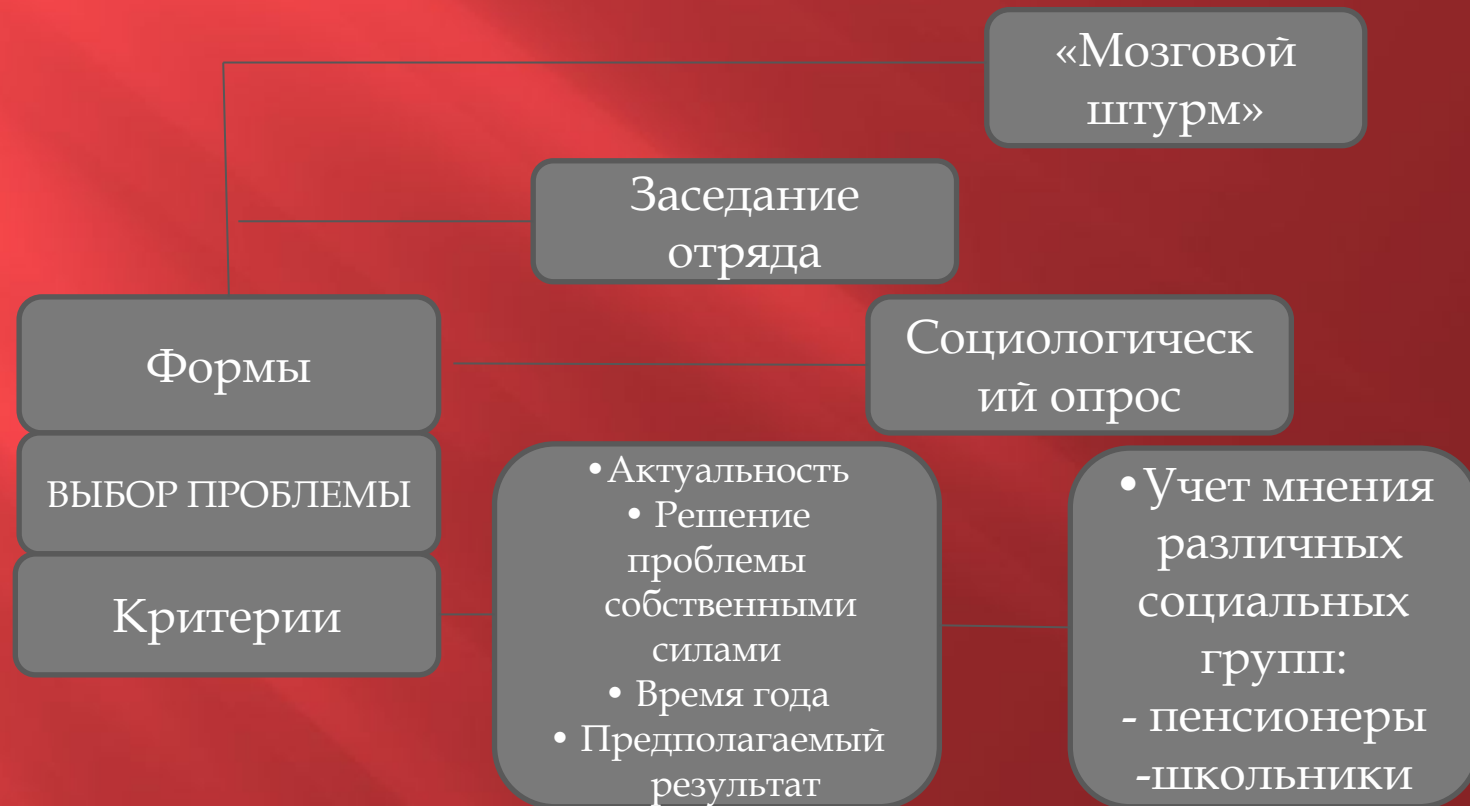 «Мозговой
штурм»
Заседание
отряда
Формы
Социологическ
ий опрос
ВЫБОР ПРОБЛЕМЫ
Критерии
•Актуальность
• Решение
проблемы
собственными
силами
• Время года
• Предполагаемый
результат
•Учет мнения
различных
социальных
групп:
- пенсионеры
-школьники